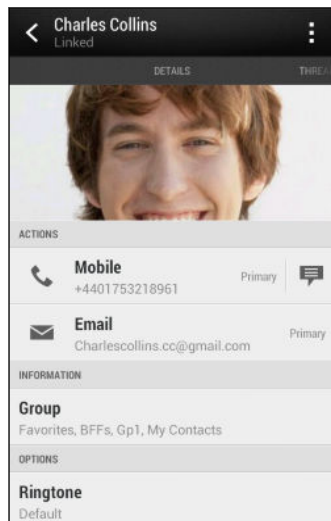 Charles Collins
Linked
DETAILS
THREA
ACTIONS
Mobile
+4401753218961
Primary
Email
Charlescollins.cc@gmail.com
Primary
INFORMATION
Group
Favorites, BFFs, Gp1, My Contacts
OPTIONS
Ringtone
Default